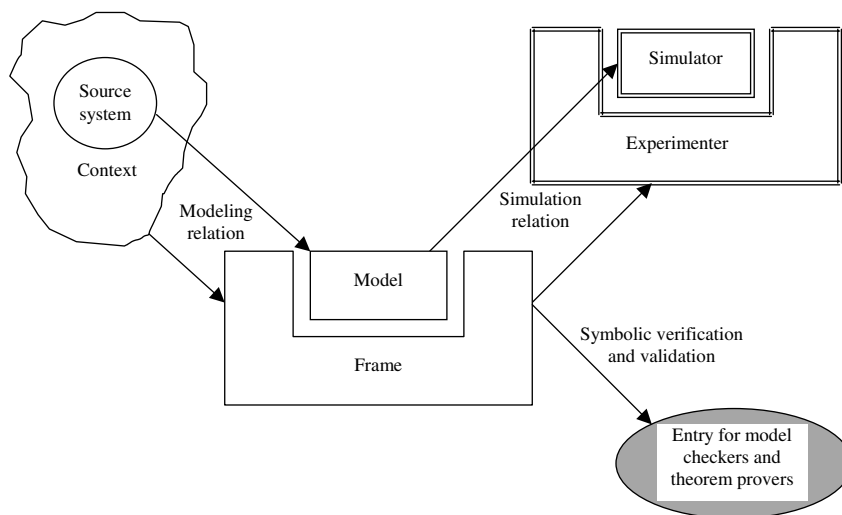 Source
system
Context
Modeling
relation
Model
Frame
Simulator
Experimenter
Simulation
relation
Symbolic verification
and validation
Entry for model
checkers and
theorem provers